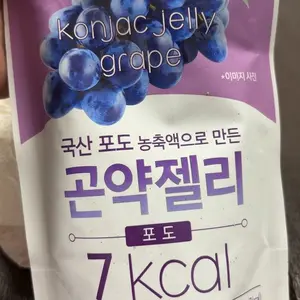 konjac jelly
grape
*이미지 사진
국산 포도 농축액으로 만든
곤약젤리
포도
7 kcal